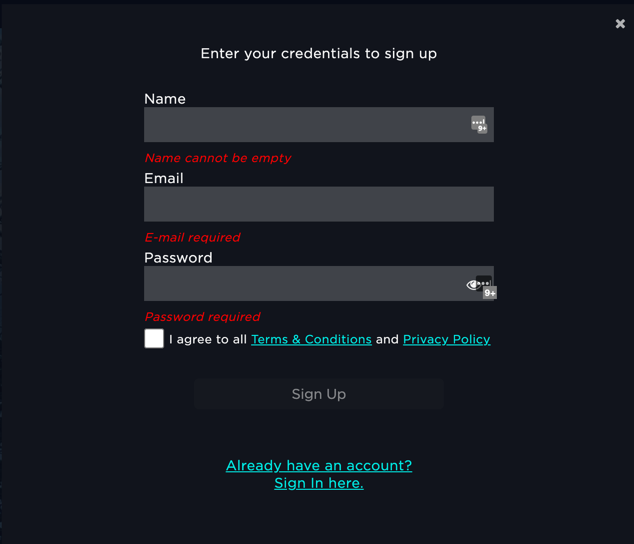 Enter your credentials to sign up
Name
9+
Name cannot be empty
Email
E-mail required
Password
9+
Password required
I agree to all Terms & Conditions and Privacy Policy
Sign Up
Already have an account?
Sign In here.